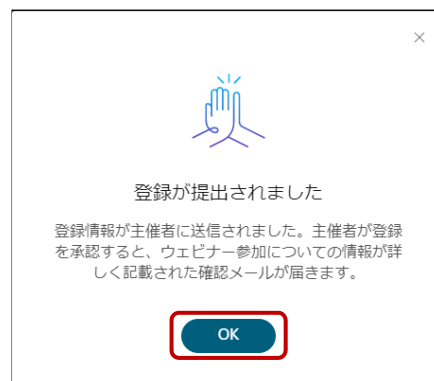 登録が提出されました
登録情報が主催者に送信されました。主催者が登録
を承認すると、ウェビナー参加についての情報が詳
しく記載された確認メールが届きます。
OK